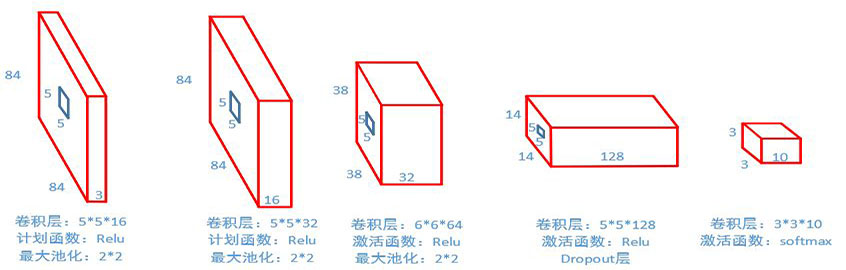 84
5
5
84
3
84
5
5
84
16
38
5
5
38
32
14
5
5
14
128
3
3
10
卷积层：5*5*16
计划函数：Relu
最大池化：2*2
卷积层：5*5*32
计划函数：Relu
最大池化：2*2
卷积层：6*6*64
激活函数：Relu
最大池化：2*2
卷积层：5*5*128
激活函数：Relu
Dropout层
卷积层：3*3*10
激活函数：softmax